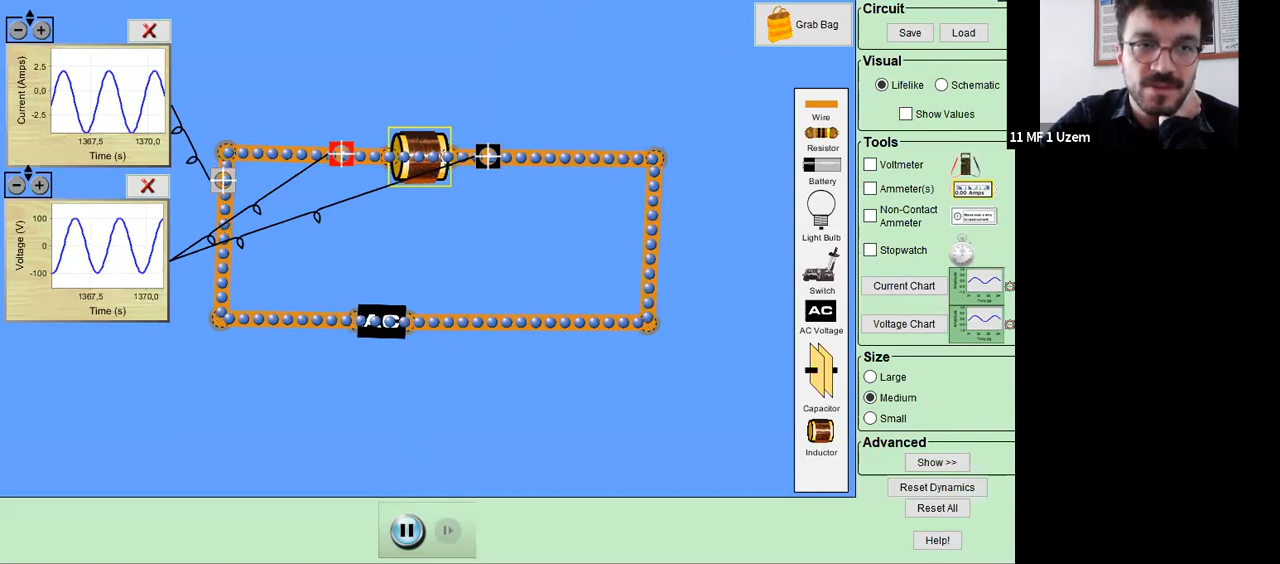 Current (Amps)
2.5
0.0
-2.5
1367,5
1370,0
Time (s)
Voltage (V)
100
0
-100
1367,5
1370,0
Time (s)
AC
Grab Bag
Wire
Resistor
Battery
Light Bulb
Switch
AC
AC Voltage
Capacitor
Inductor
Circuit
Save
Load
Visual
Lifelike
Schematic
Show Values
Tools
Voltmeter
Ammeter(s)
0.00 Amps
Non-Contact
Ammeter
Stopwatch
Current Chart
Voltage Chart
Size
Large
Medium
Small
Advanced
Show >>
Reset Dynamics
Reset All
Help!
11 MF 1 Uzem